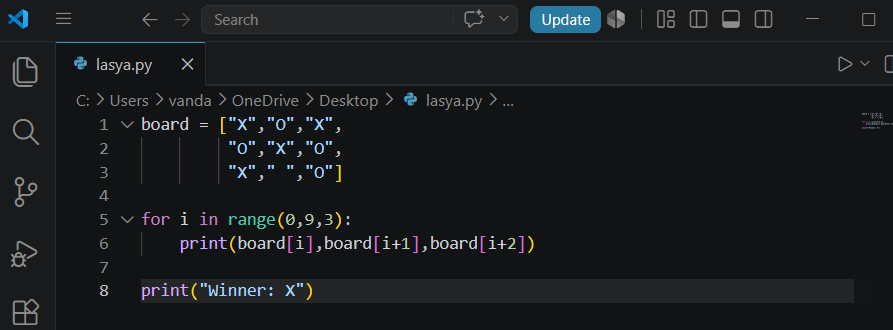 Search
Update
lasya.py
C: > Users > vanda > OneDrive > Desktop > lasya.py > ...
1 board = ["X","O","X",
2         "O","X","O",
3         "X"," ","O"]
4
5 for i in range(0,9,3):
6     print(board[i],board[i+1],board[i+2])
7
8 print("Winner: X")